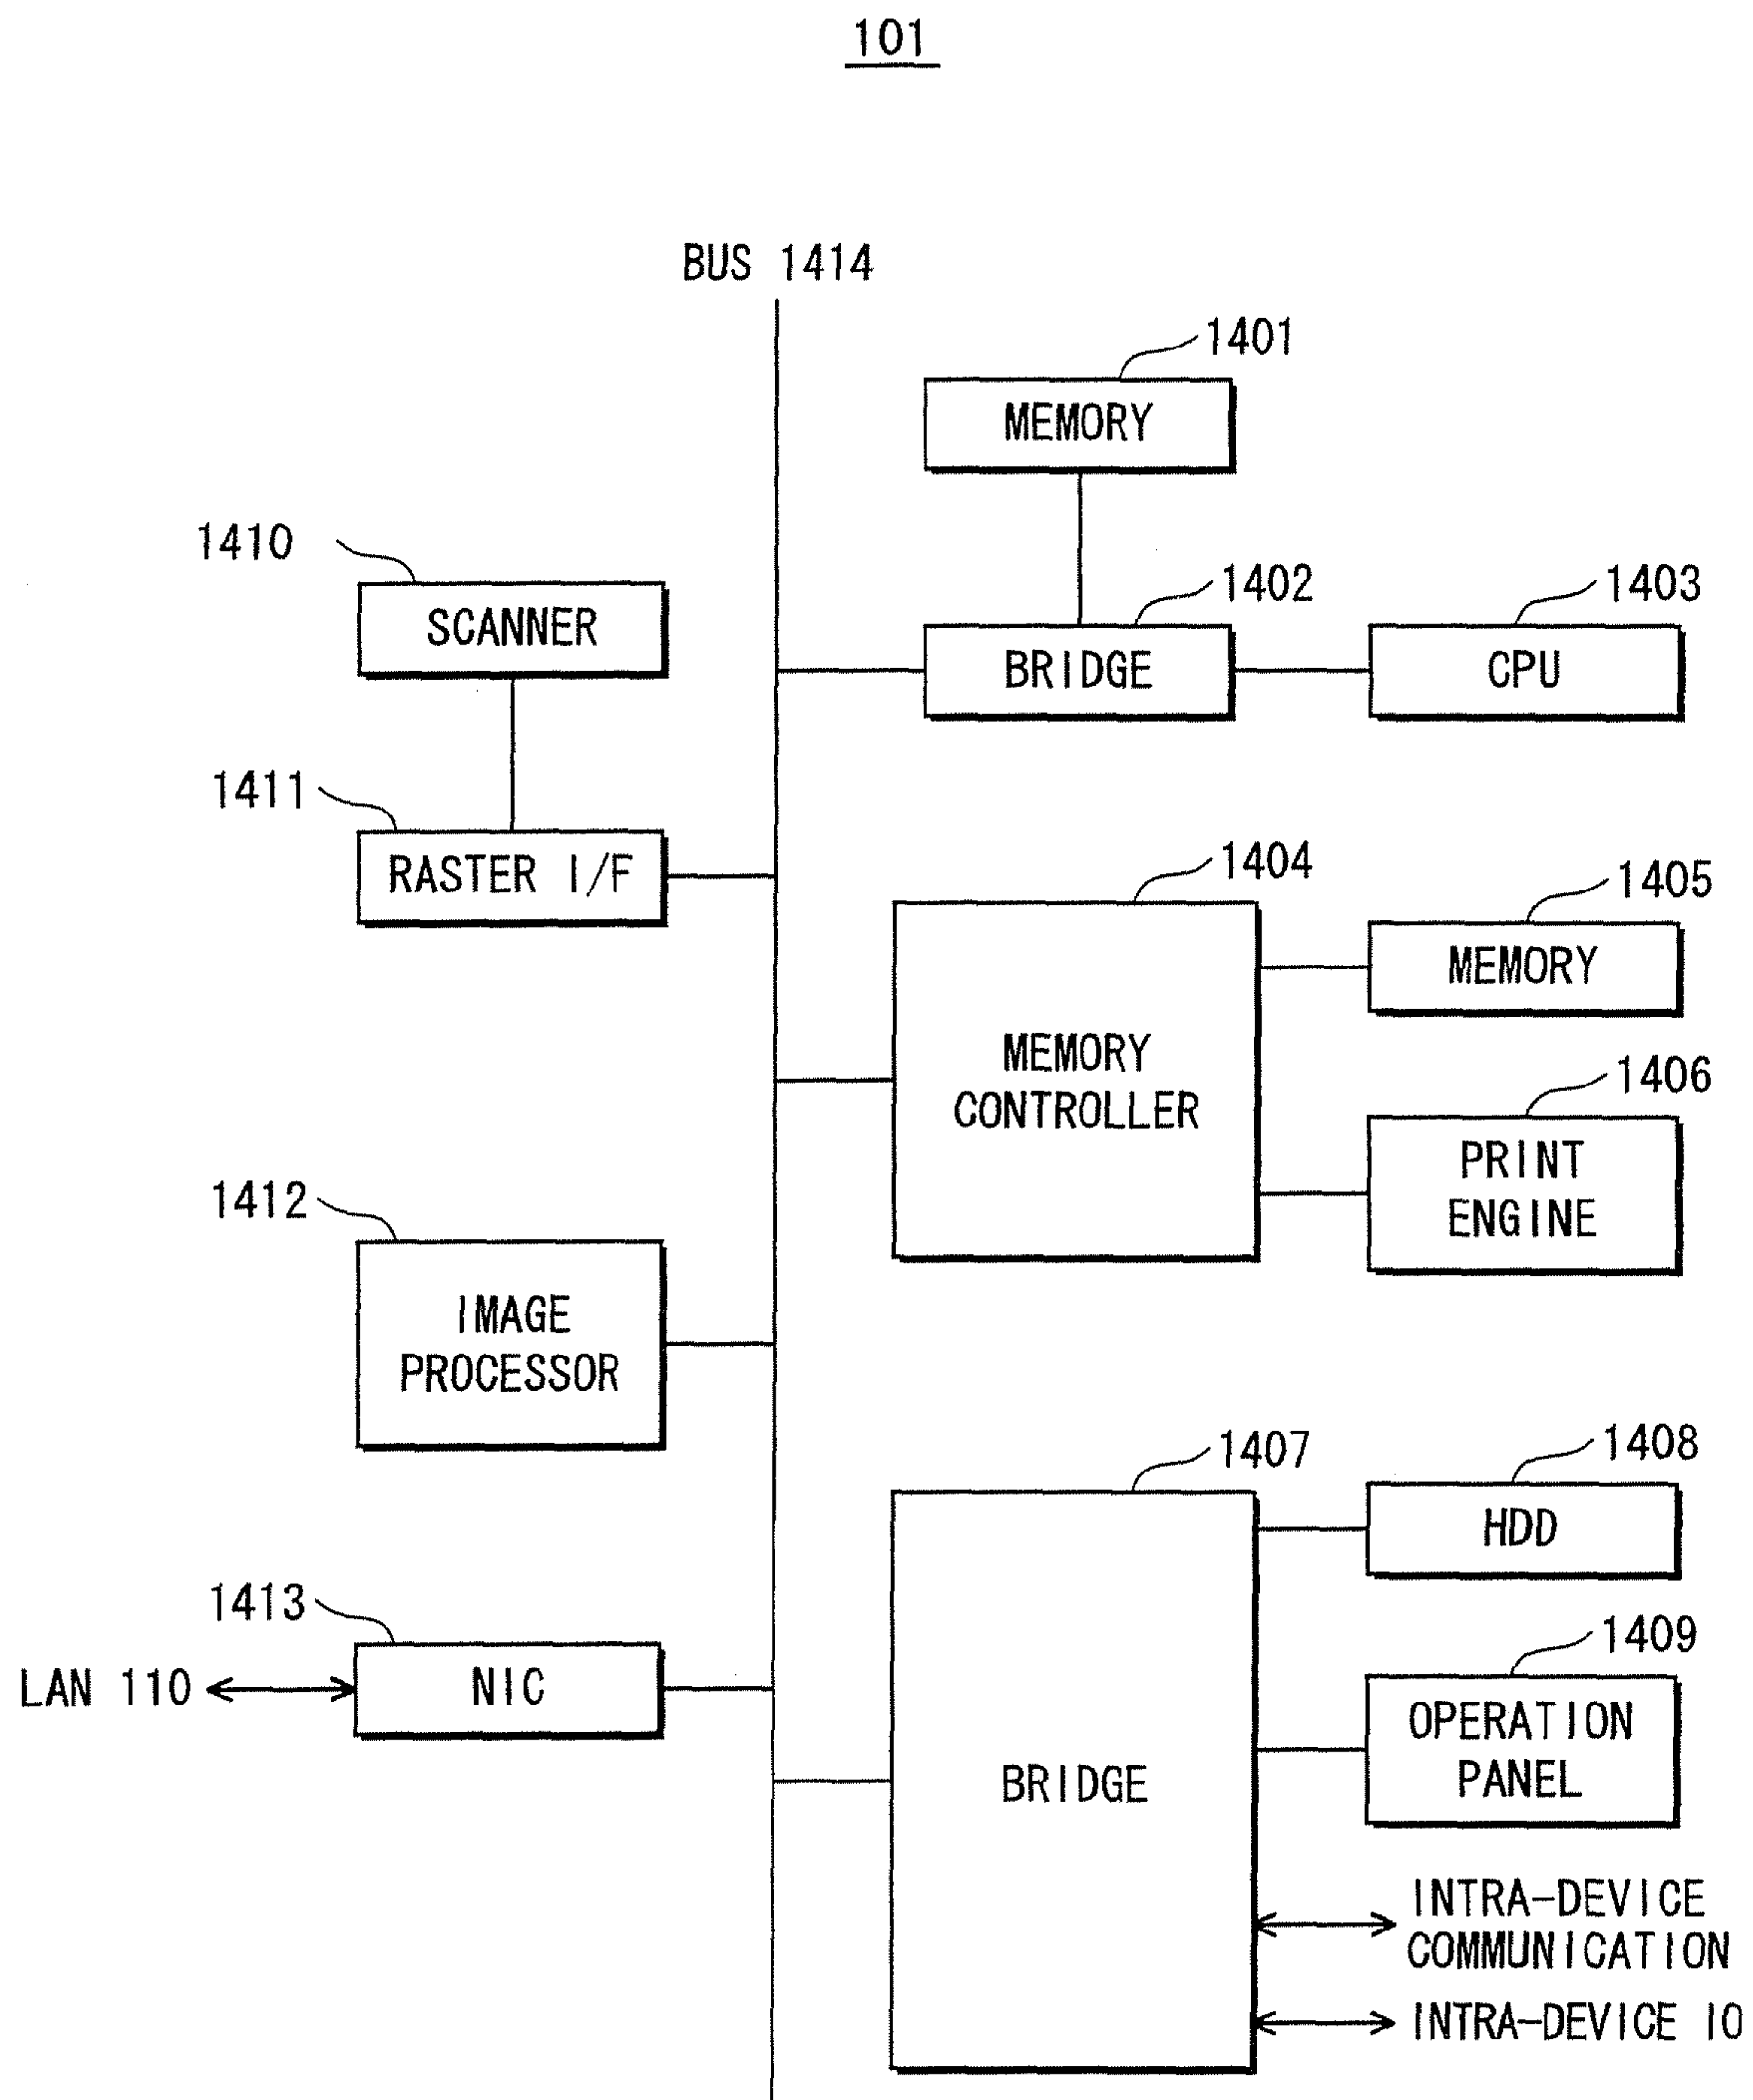 101
BUS 1414
1401
MEMORY
1410
SCANNER
1402
BRIDGE
1403
CPU
1411
RASTER I/F
1404
MEMORY
CONTROLLER
1405
MEMORY
1406
PRINT
ENGINE
1412
IMAGE
PROCESSOR
1407
BRIDGE
1408
HDD
1413
NIC
LAN 110
1409
OPERATION
PANEL
INTRA-DEVICE
COMMUNICATION
INTRA-DEVICE IO